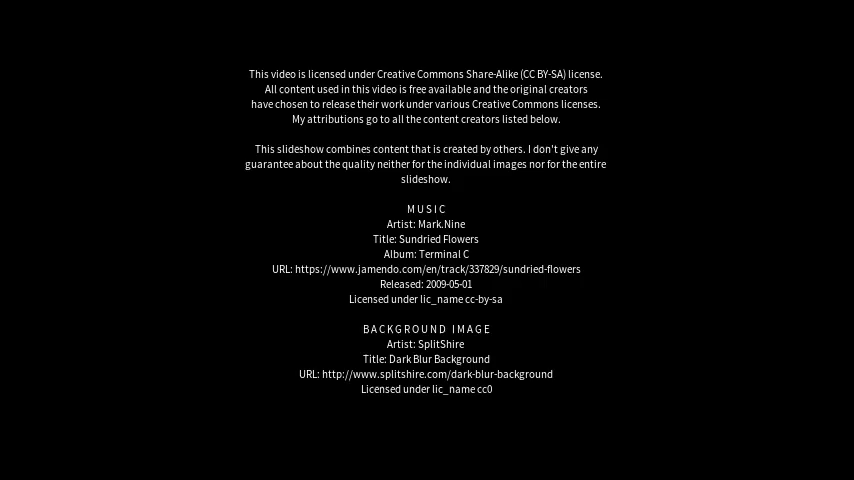 This video is licensed under Creative Commons Share-Alike (CC BY-SA) license.
All content used in this video is free available and the original creators
have chosen to release their work under various Creative Commons licenses.
My attributions go to all the content creators listed below.
This slideshow combines content that is created by others. I don't give any
guarantee about the quality neither for the individual images nor for the entire
slideshow.
MUSIC
Artist: Mark.Nine
Title: Sundried Flowers
Album: Terminal C
URL: https://www.jamendo.com/en/track/337829/sundried-flowers
Released: 2009-05-01
Licensed under lic_name cc-by-sa
BACKGROUND IMAGE
Artist: SplitShire
Title: Dark Blur Background
URL: http://www.splitshire.com/dark-blur-background
Licensed under lic_name cc0